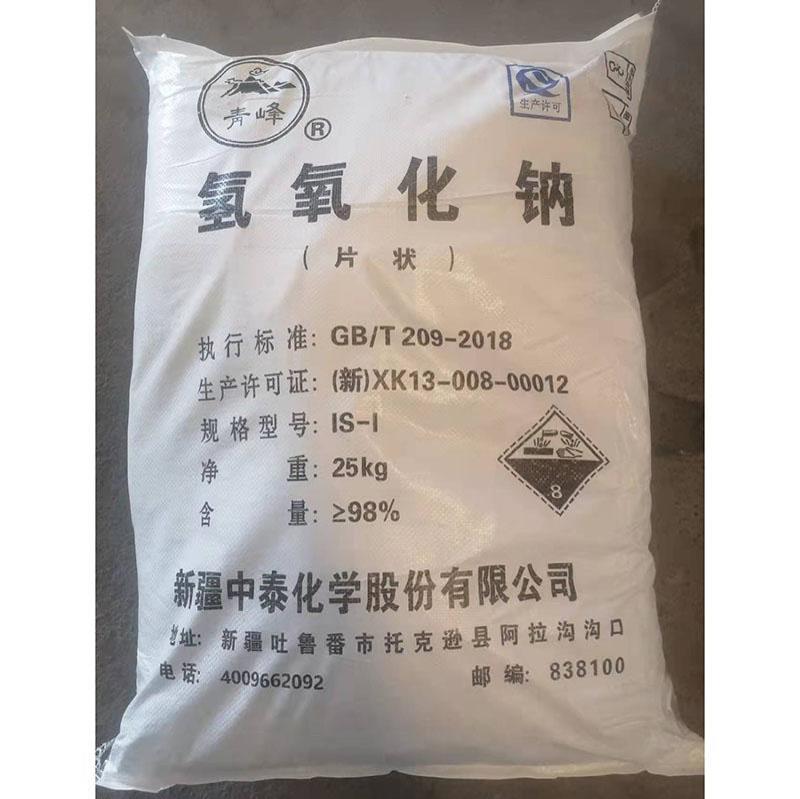 青峰
®
生产许可
氢氧化钠
(片状)
执行标准: GB/T 209-2018
生产许可证: (新)XK13-008-00012
规格型号: IS-I
净 重: 25kg
含 量: ≥98%
8
新疆中泰化学股份有限公司
地址: 新疆吐鲁番市托克逊县阿拉沟沟口
电话: 4009662092 邮编: 838100